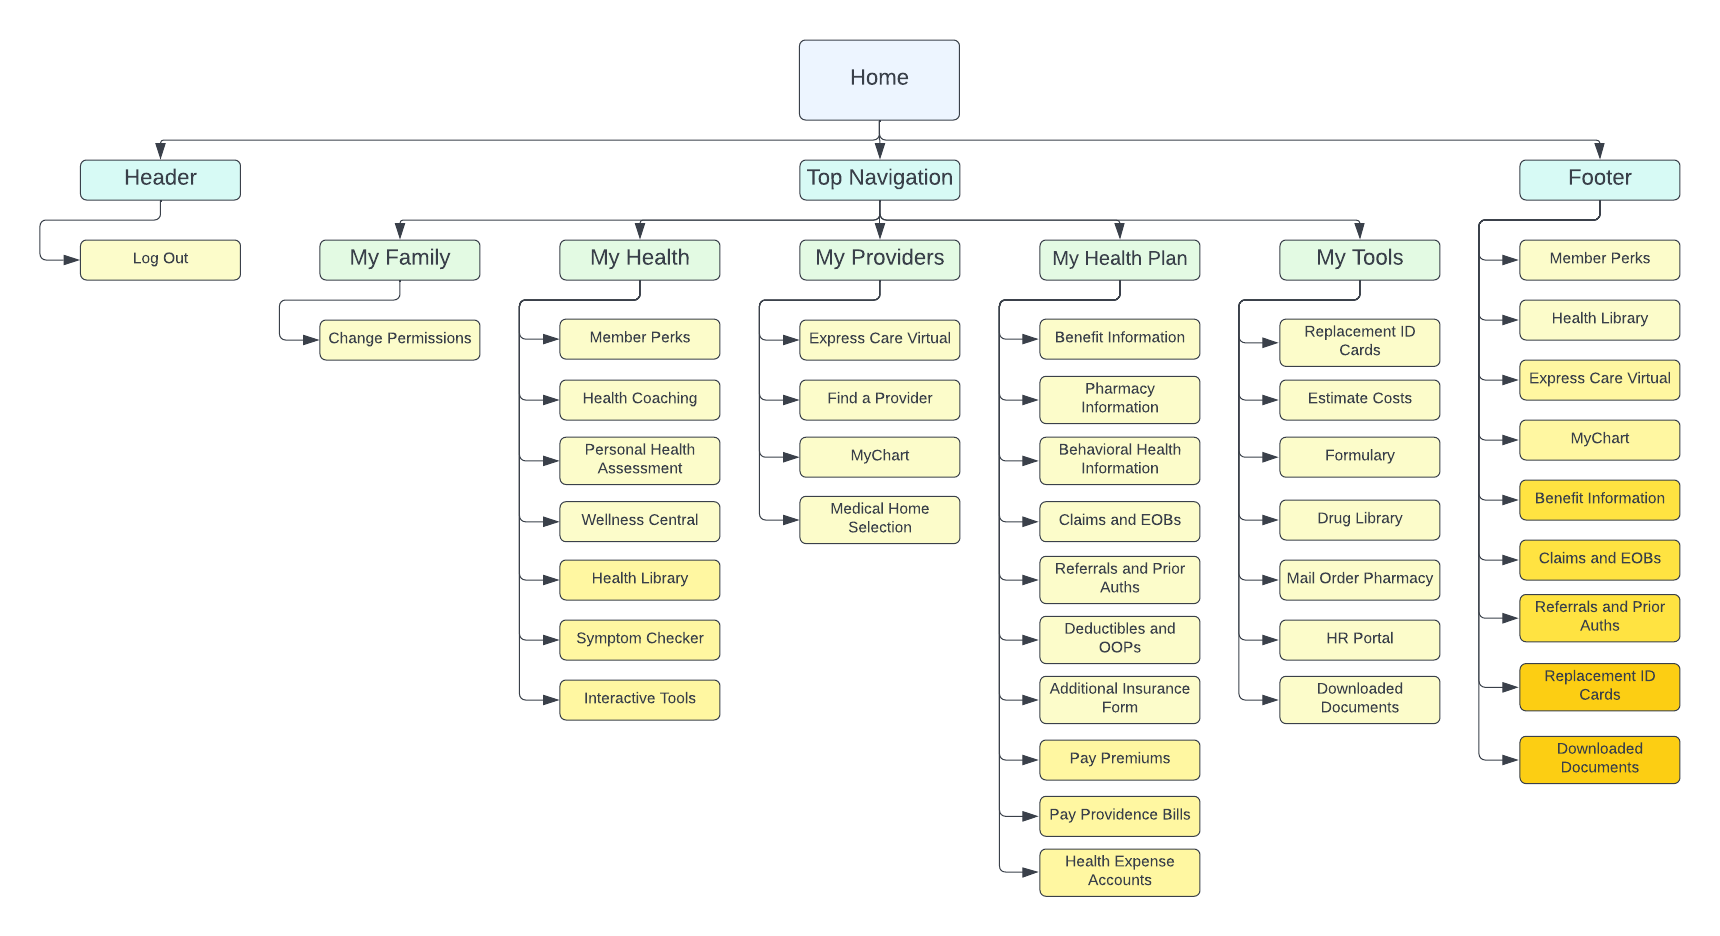 Home
Header
Top Navigation
Footer
Log Out
My Family
My Health
My Providers
My Health Plan
My Tools
Change Permissions
Member Perks
Health Coaching
Personal Health
Assessment
Wellness Central
Health Library
Symptom Checker
Interactive Tools
Express Care Virtual
Find a Provider
MyChart
Medical Home
Selection
Benefit Information
Pharmacy
Information
Behavioral Health
Information
Claims and EOBs
Referrals and Prior
Auths
Deductibles and
OOPs
Additional Insurance
Form
Pay Premiums
Pay Providence Bills
Health Expense
Accounts
Replacement ID
Cards
Estimate Costs
Formulary
Drug Library
Mail Order Pharmacy
HR Portal
Downloaded
Documents
Member Perks
Health Library
Express Care Virtual
MyChart
Benefit Information
Claims and EOBs
Referrals and Prior
Auths
Replacement ID
Cards
Downloaded
Documents